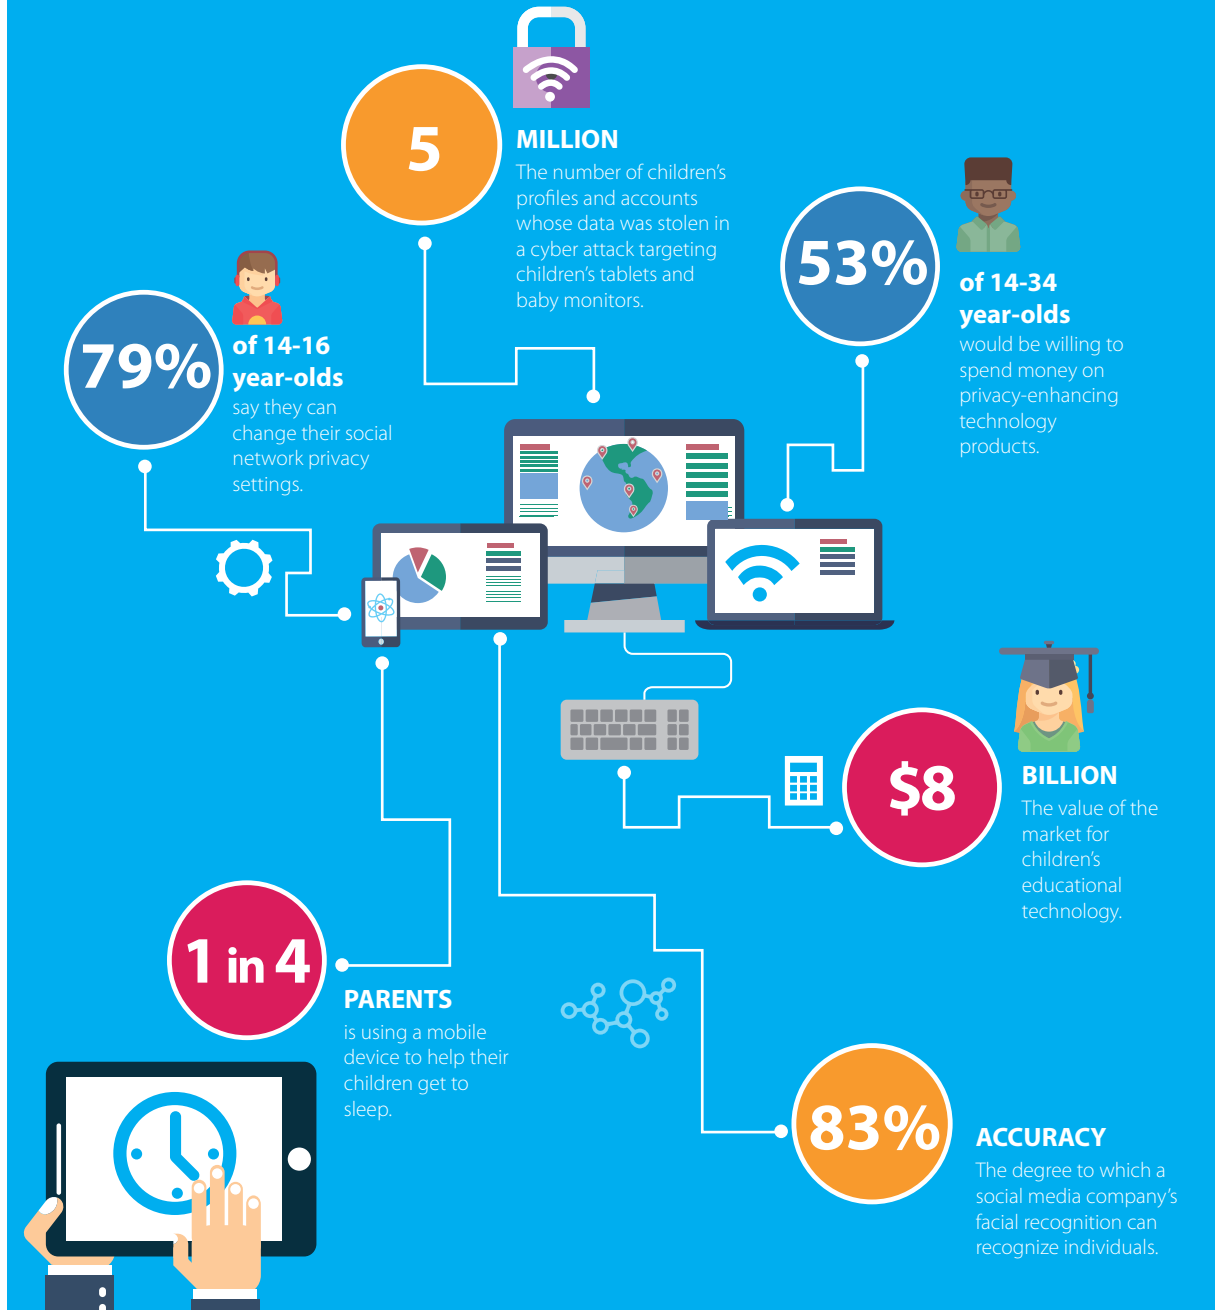 5
MILLION
The number of children's
profiles and accounts
whose data was stolen in
a cyber attack targeting
children's tablets and
baby monitors.
53%
of 14-34
year-olds
would be willing to
spend money on
privacy-enhancing
technology
products.
79%
of 14-16
year-olds
say they can
change their social
network privacy
settings.
$8
BILLION
The value of the
market for
children's
educational
technology.
1 in 4
PARENTS
is using a mobile
device to help their
children get to
sleep.
83%
ACCURACY
The degree to which a
social media company's
facial recognition can
recognize individuals.